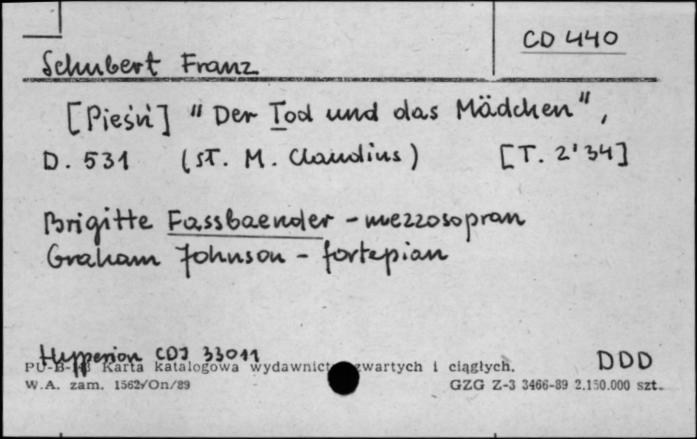 CD 440
Schubert Franz
[Pieśń] "Der Tod und das Mädchen",
D. 531 (sł. M. Claudius) [T. 2'34]
Brigitte Fassbaender - mezzosopran
Graham Johnson - fortepian
Hyperion CDJ 33011 DDD
Karta katalogowa wydawnict zwartych i ciągłych.
W.A. zam. 1562/On/89 GZG Z-3 3466-89 2.150.000 szt.